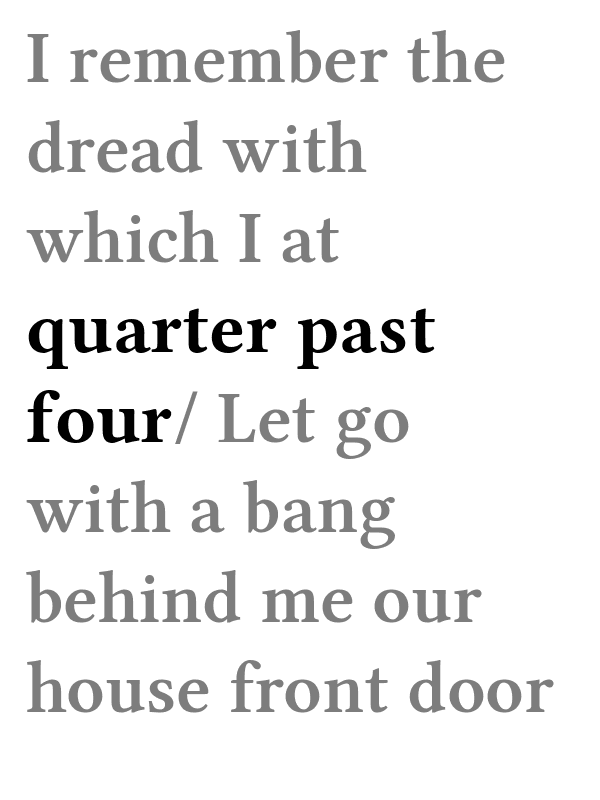 I remember the
dread with
which I at
quarter past
four/ Let go
with a bang
behind me our
house front door